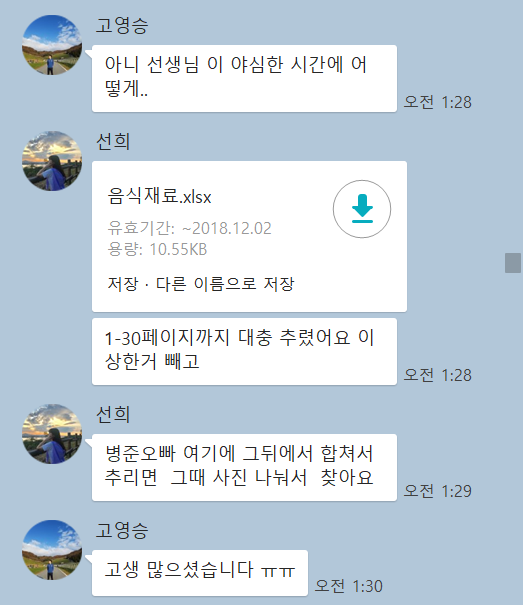 고영승
아니 선생님 이 야심한 시간에 어
떻게..
오전 1:28
선희
음식재료.xlsx
유효기간: ~2018.12.02
용량: 10.55KB
저장 · 다른 이름으로 저장
1-30페이지까지 대충 추렸어요 이
상한거 빼고
오전 1:28
선희
병준오빠 여기에 그뒤에서 합쳐서
추리면  그때 사진 나눠서  찾아요
오전 1:29
고영승
고생 많으셨습니다 ㅠㅠ
오전 1:30